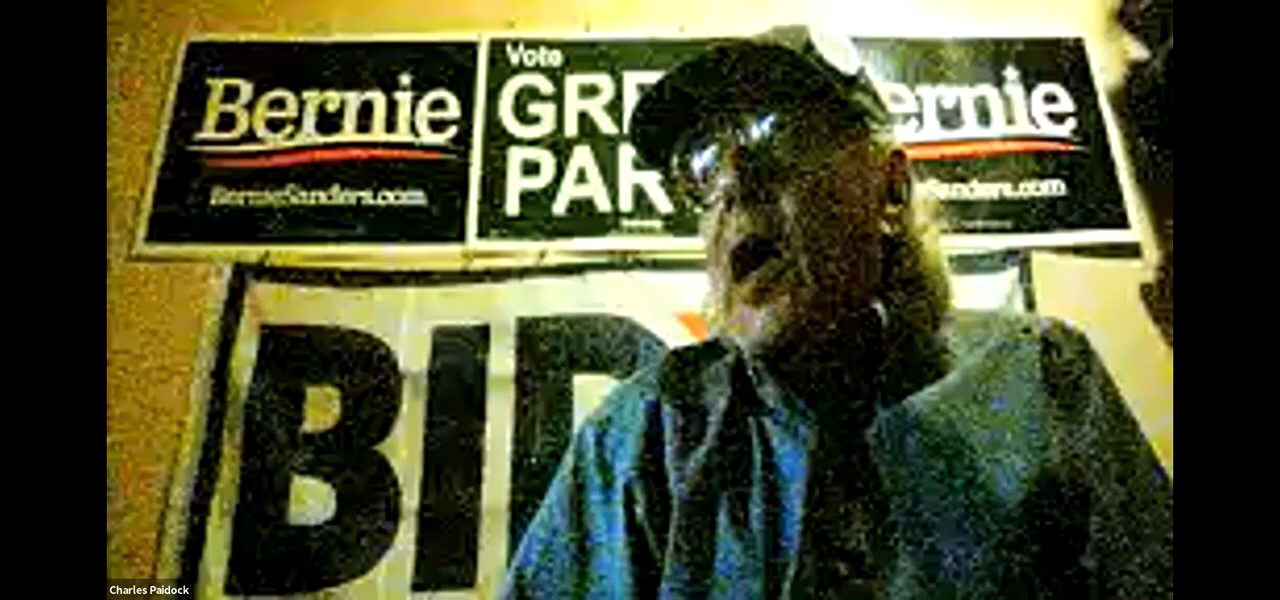 Bernie
BernieSanders.com
Vote
GRE
PAR
ernie
Sanders.com
BID
Charles Paidock